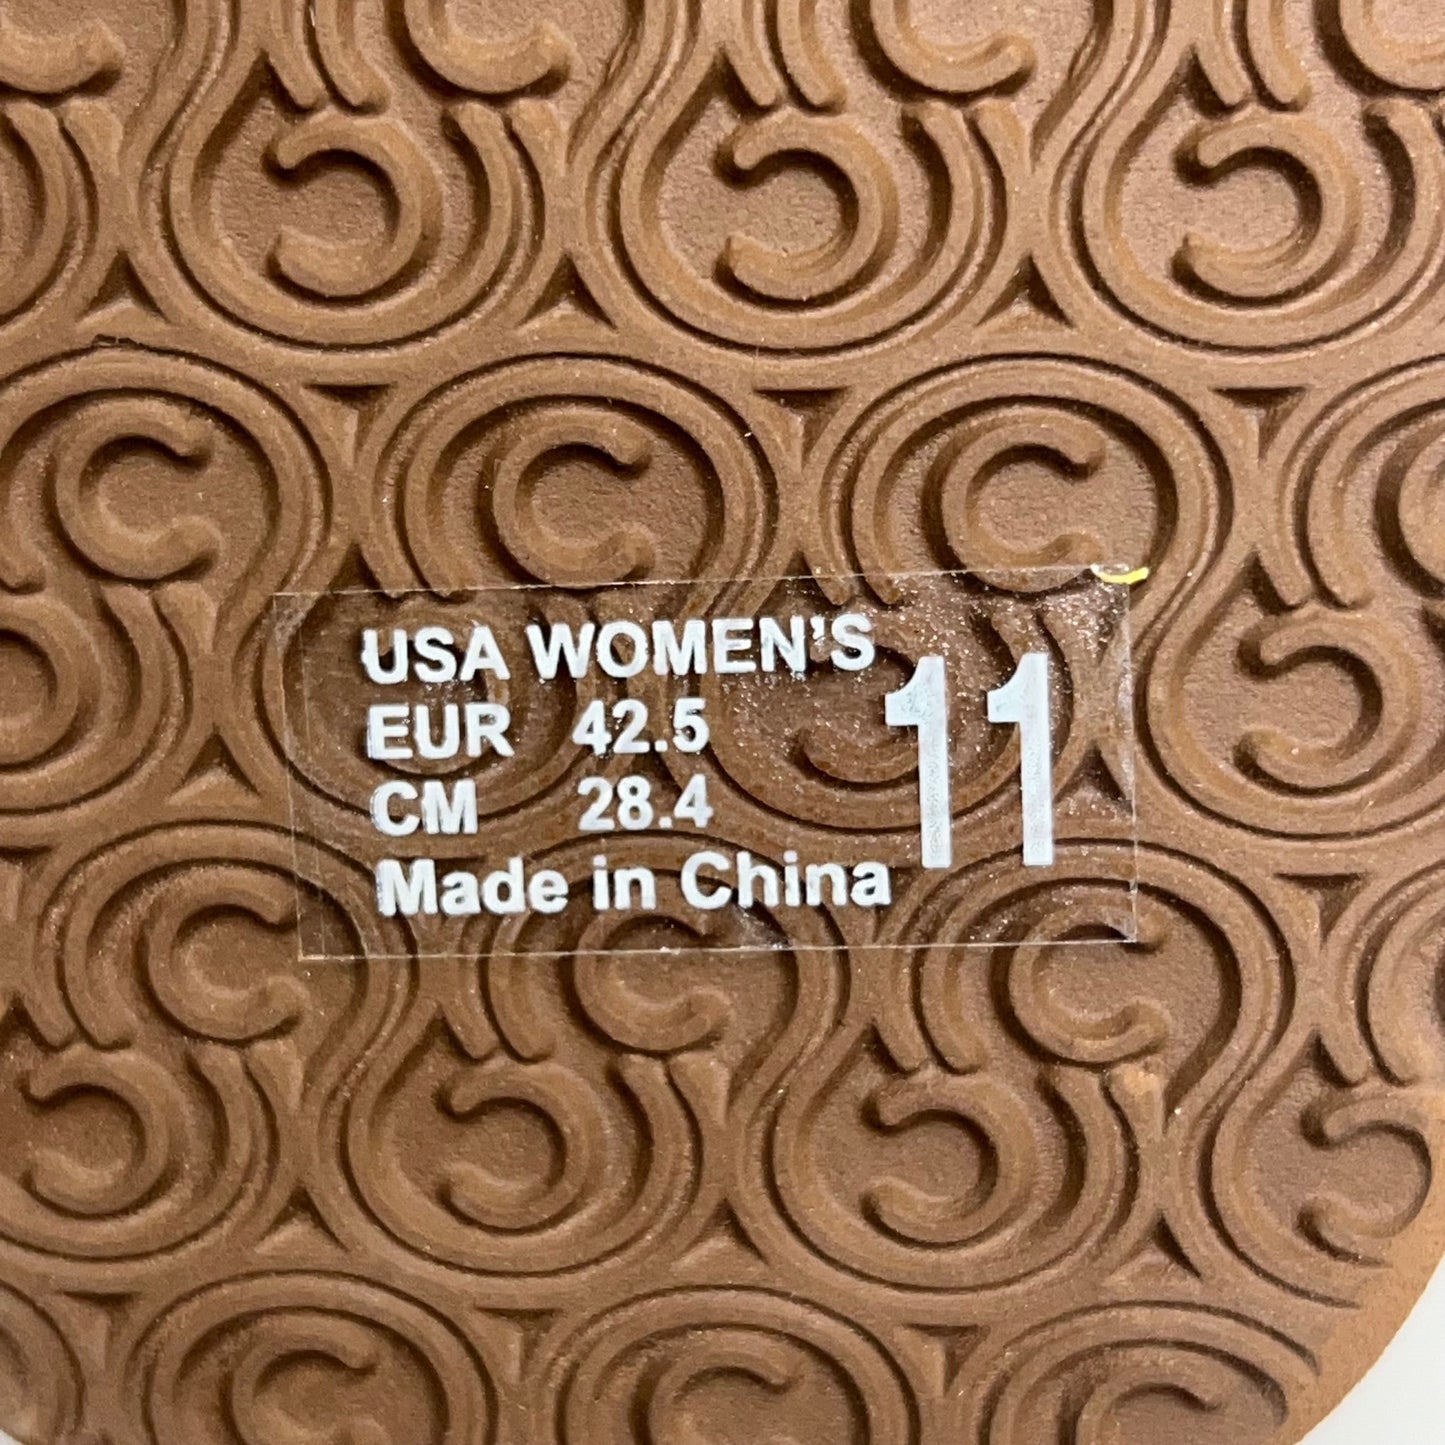 USA WOMEN'S
EUR 42.5
CM 28.4
Made in China
11